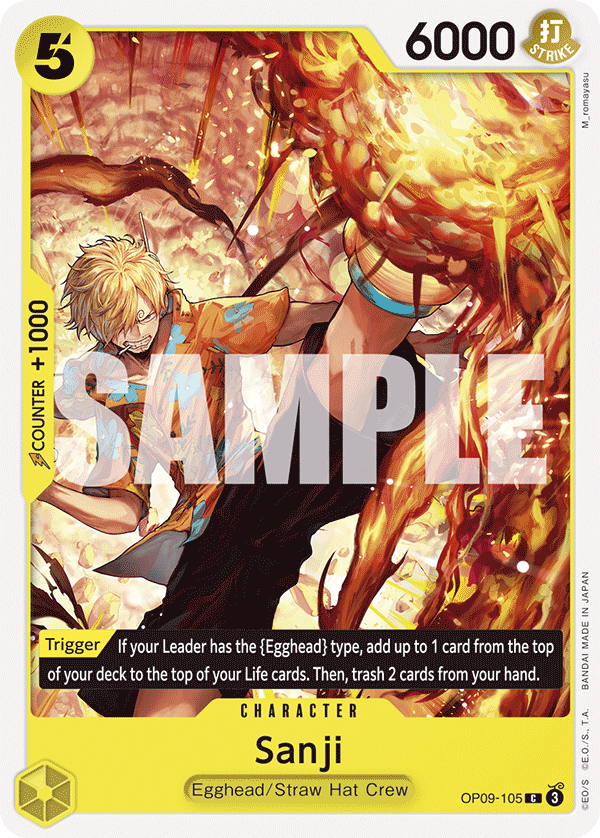 5
6000
打
STRIKE
M_romayasu
COUNTER +1000
SAMPLE
Trigger If your Leader has the {Egghead} type, add up to 1 card from the top
of your deck to the top of your Life cards. Then, trash 2 cards from your hand.
CHARACTER
Sanji
Egghead/Straw Hat Crew
OP09-105 C 3
©E.O/S ©E.O./S., T.A. BANDAI MADE IN JAPAN